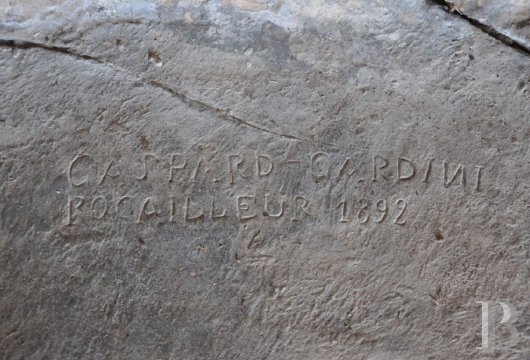 GASPARD-GARDINI
ROCAILLEUR 1892
P
B